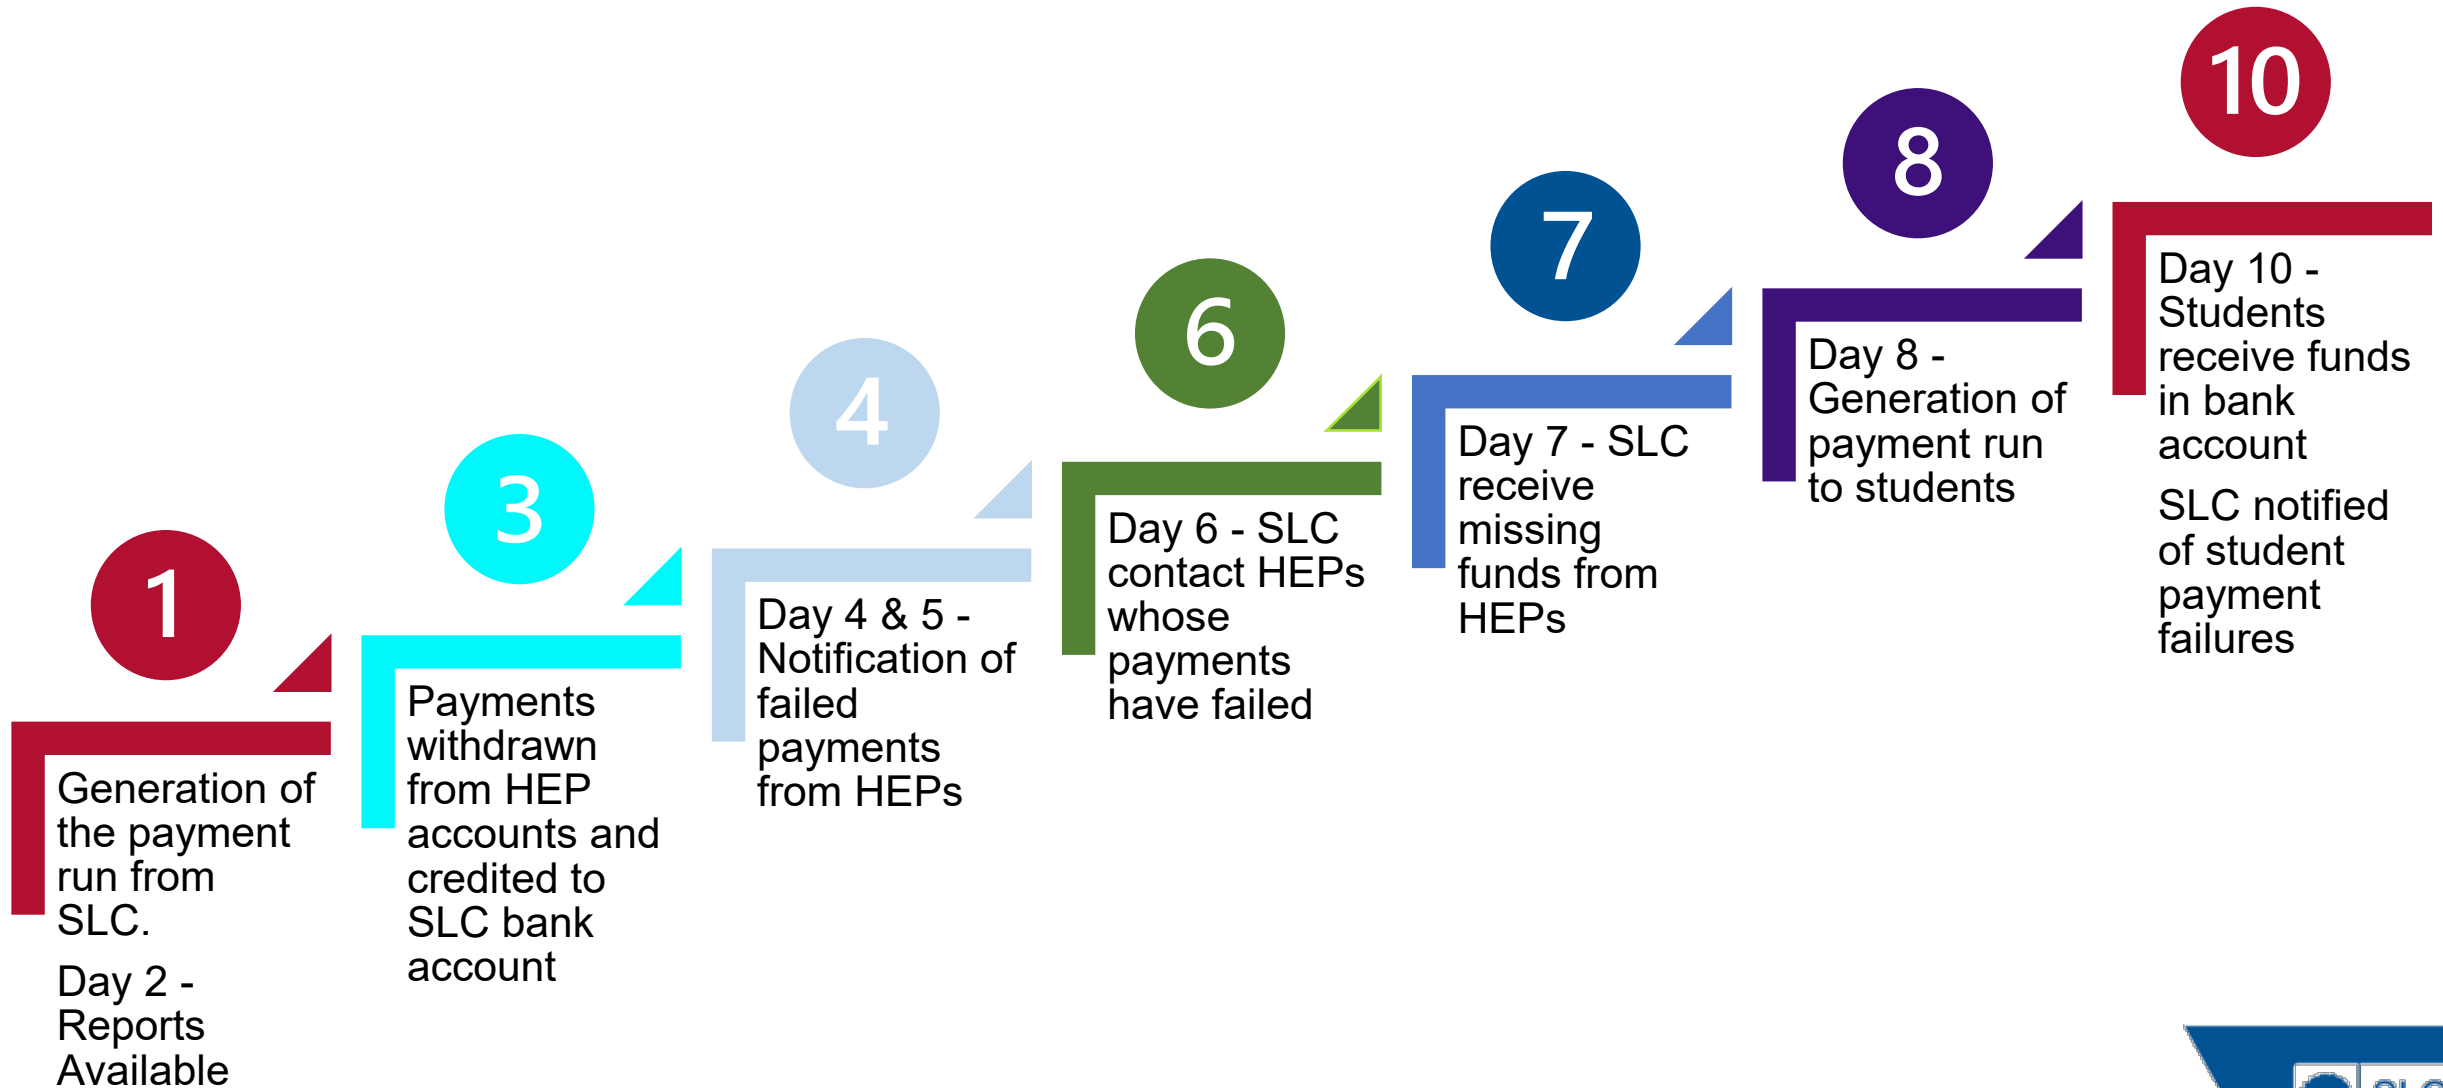 1
Generation of
the payment
run from
SLC.
Day 2 -
Reports
Available
3
Payments
withdrawn
from HEP
accounts and
credited to
SLC bank
account
4
Day 4 & 5 -
Notification of
failed
payments
from HEPs
6
Day 6 - SLC
contact HEPs
whose
payments
have failed
7
Day 7 - SLC
receive
missing
funds from
HEPs
8
Day 8 -
Generation of
payment run
to students
10
Day 10 -
Students
receive funds
in bank
account
SLC notified
of student
payment
failures